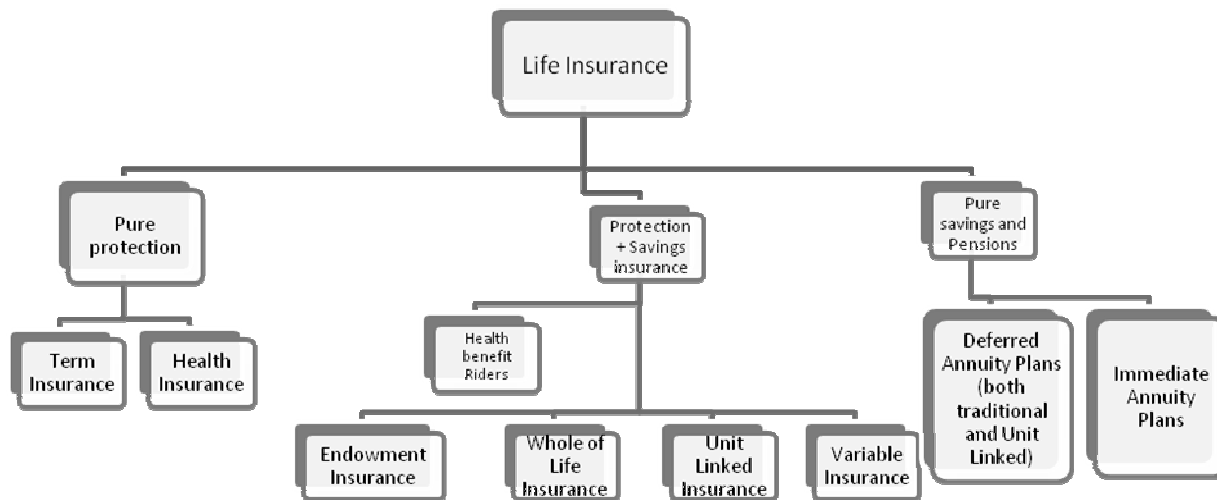 Life Insurance
Pure
protection
Protection
+ Savings
insurance
Pure
savings and
Pensions
Term
Insurance
Health
Insurance
Health
benefit
Riders
Endowment
Insurance
Whole of
Life
Insurance
Unit
Linked
Insurance
Variable
Insurance
Deferred
Annuity Plans
(both
traditional
and Unit
Linked)
Immediate
Annuity
Plans